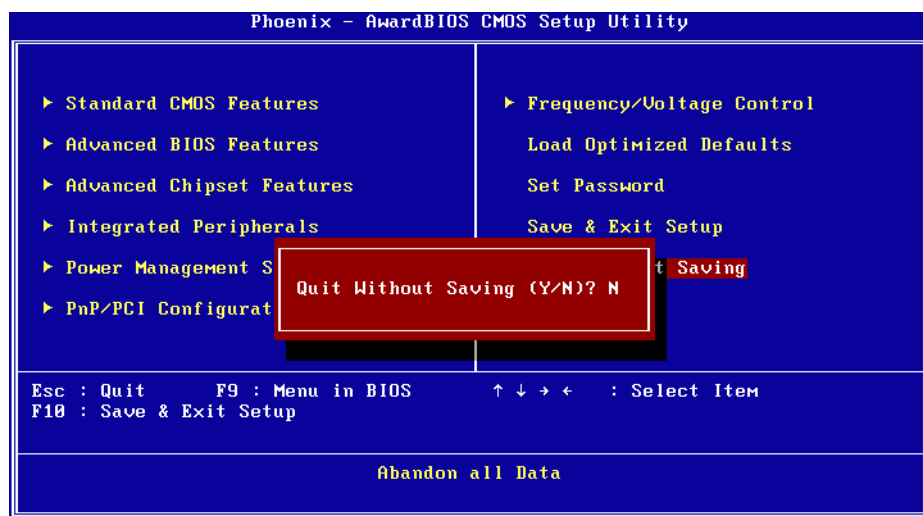 Phoenix - AwardBIOS CMOS Setup Utility
► Standard CMOS Features
► Advanced BIOS Features
► Advanced Chipset Features
► Integrated Peripherals
► Power Management S
► PnP/PCI Configurat
► Frequency/Voltage Control
Load Optimized Defaults
Set Password
Save & Exit Setup
t Saving
Quit Without Saving (Y/N)? N
Esc : Quit F9 : Menu in BIOS ↑ ↓ → ← : Select Item
F10 : Save & Exit Setup
Abandon all Data